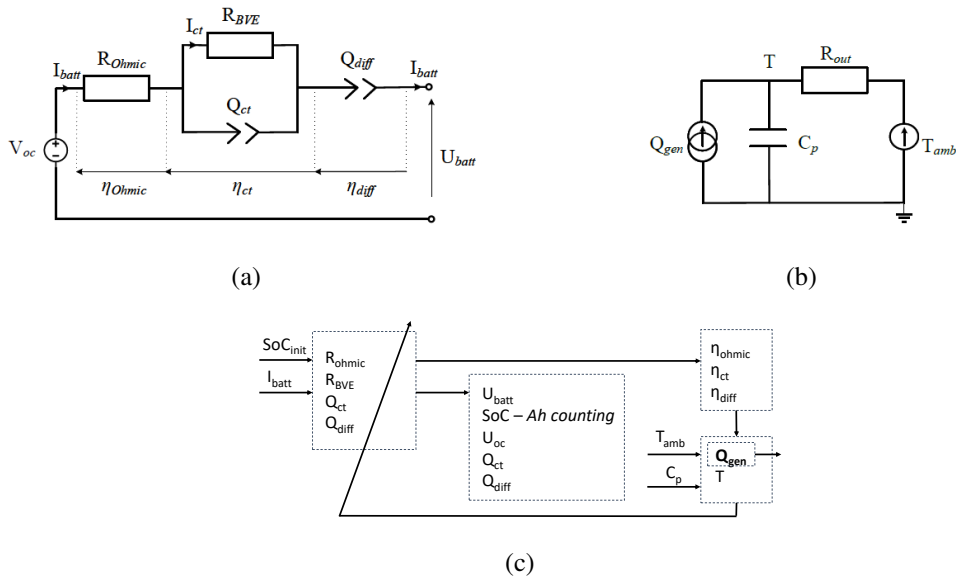 I_batt
R_Ohmic
I_ct
R_BVE
Q_ct
Q_diff
I_batt
V_oc
+
−
U_batt
η_Ohmic
η_ct
η_diff
(a)
T
R_out
Q_gen
C_p
T_amb
(b)
SoC_init
I_batt
R_ohmic
R_BVE
Q_ct
Q_diff
U_batt
SoC – Ah counting
U_oc
Q_ct
Q_diff
η_ohmic
η_ct
η_diff
T_amb
C_p
Q_gen
T
(c)